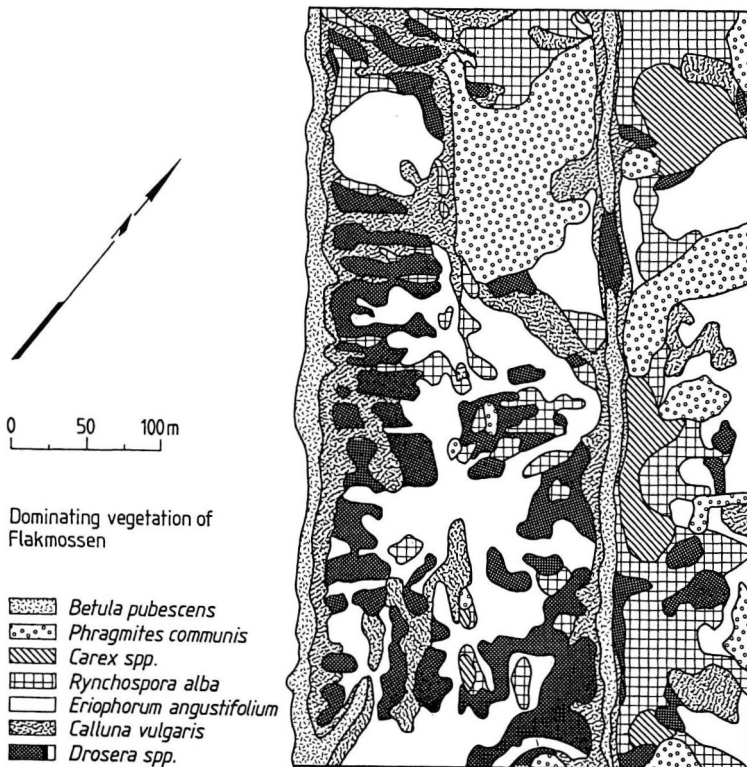 0 50 100 m
Dominating vegetation of
Flakmossen
Betula pubescens
Phragmites communis
Carex spp.
Rynchospora alba
Eriophorum angustifolium
Calluna vulgaris
Drosera spp.